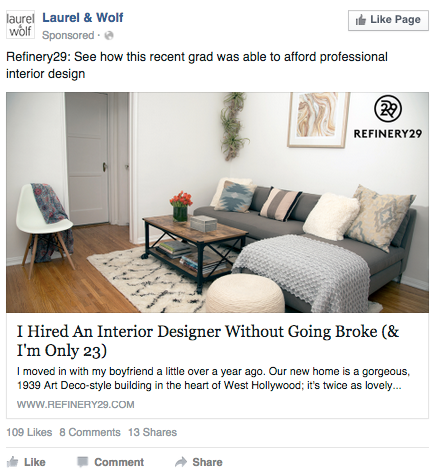 laurel
&
wolf
Laurel & Wolf
Sponsored ·
Like Page
Refinery29: See how this recent grad was able to afford professional
interior design
29
REFINERY29
I Hired An Interior Designer Without Going Broke (&
I'm Only 23)
I moved in with my boyfriend a little over a year ago. Our new home is a gorgeous,
1939 Art Deco-style building in the heart of West Hollywood; it's twice as lovely...
WWW.REFINERY29.COM
109 Likes 8 Comments 13 Shares
Like Comment Share